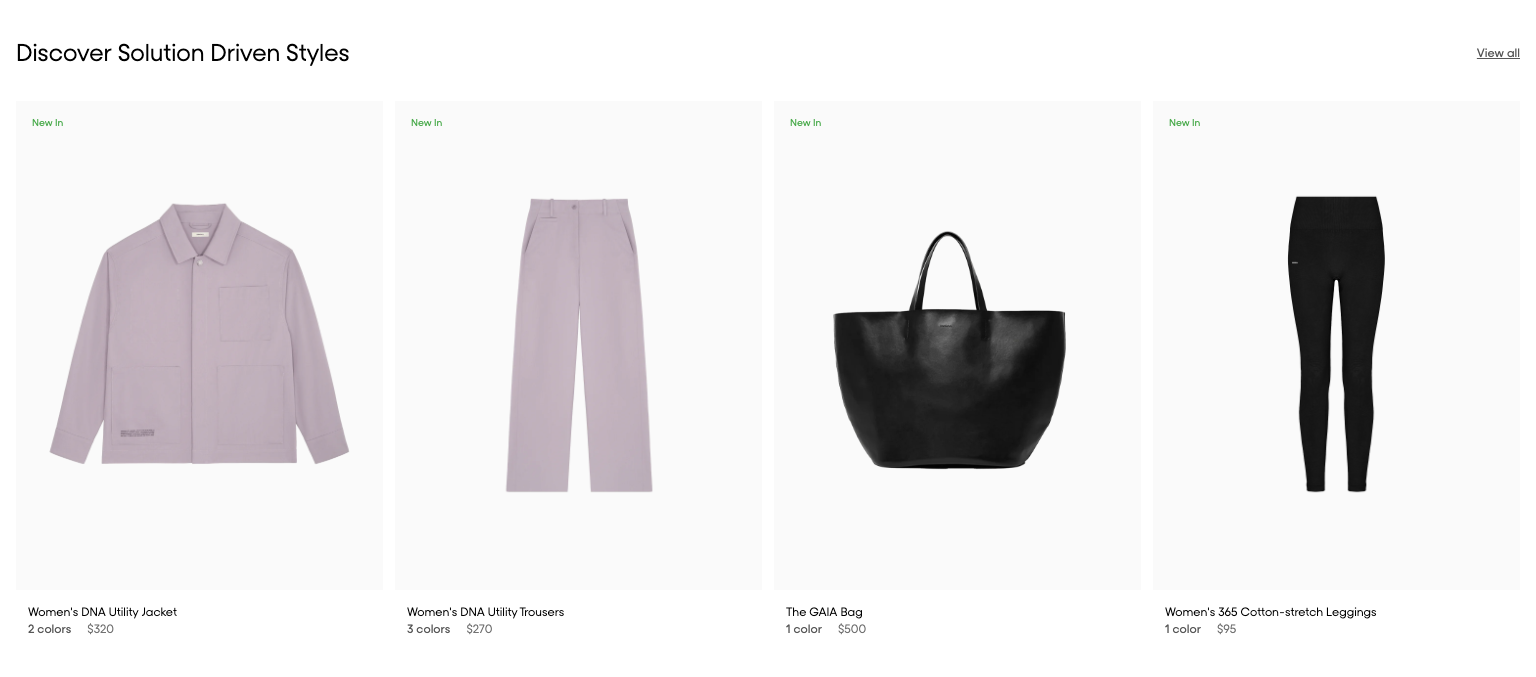 Discover Solution Driven Styles
View all
New In
New In
New In
New In
Women's DNA Utility Jacket
2 colors $320
Women's DNA Utility Trousers
3 colors $270
The GAIA Bag
1 color $500
Women's 365 Cotton-stretch Leggings
1 color $95